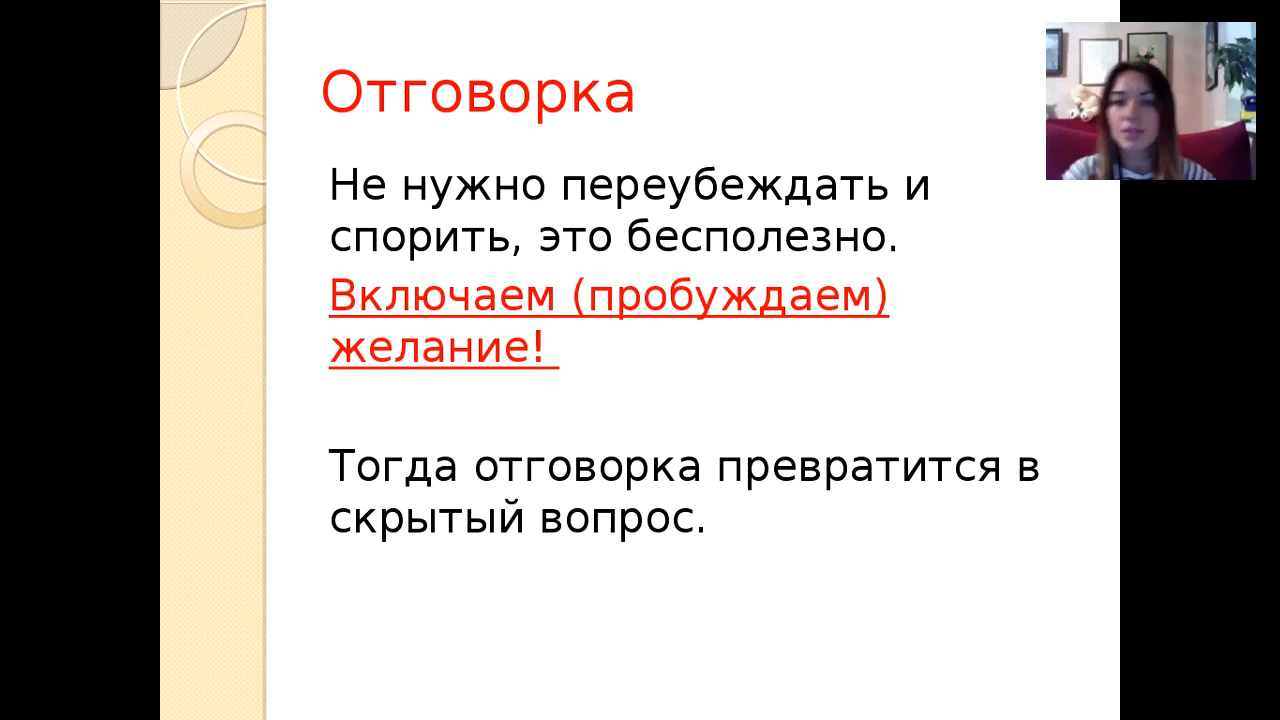 Отговорка
Не нужно переубеждать и
спорить, это бесполезно.
Включаем (пробуждаем)
желание!
Тогда отговорка превратится в
скрытый вопрос.